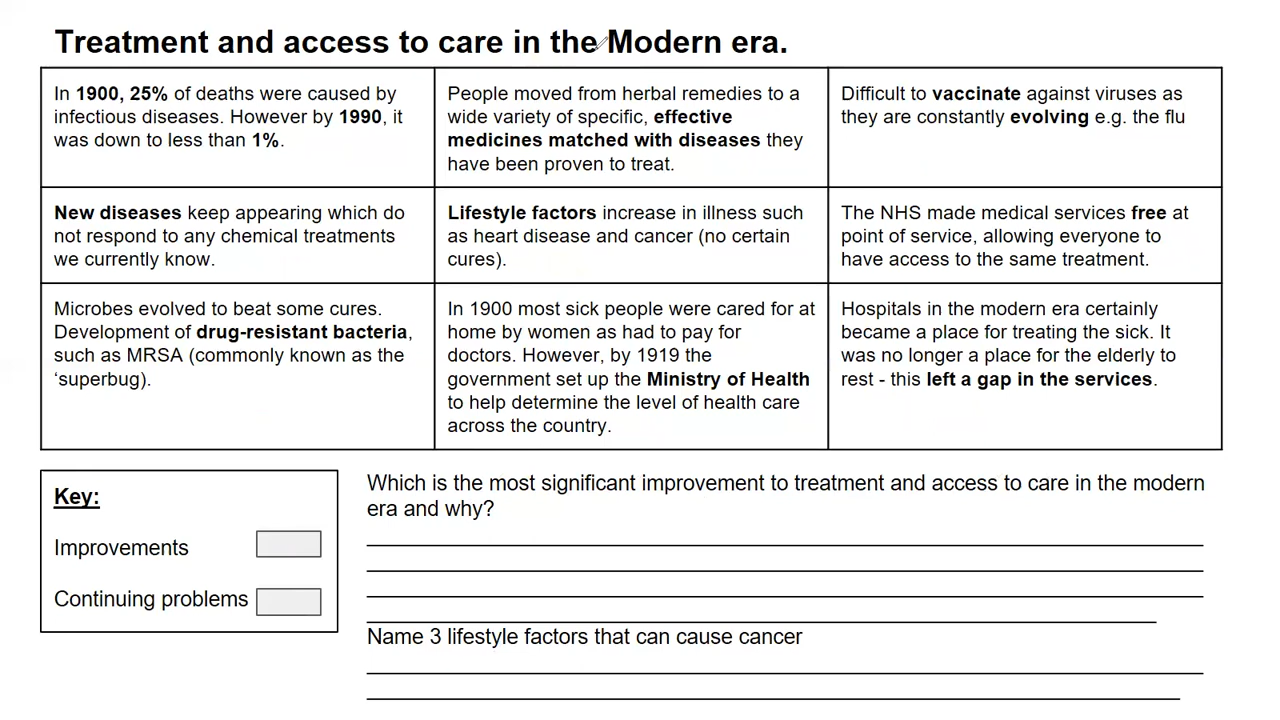 Treatment and access to care in the Modern era.
In 1900, 25% of deaths were caused by
infectious diseases. However by 1990, it
was down to less than 1%.
People moved from herbal remedies to a
wide variety of specific, effective
medicines matched with diseases they
have been proven to treat.
Difficult to vaccinate against viruses as
they are constantly evolving e.g. the flu
New diseases keep appearing which do
not respond to any chemical treatments
we currently know.
Lifestyle factors increase in illness such
as heart disease and cancer (no certain
cures).
The NHS made medical services free at
point of service, allowing everyone to
have access to the same treatment.
Microbes evolved to beat some cures.
Development of drug-resistant bacteria,
such as MRSA (commonly known as the
‘superbug).
In 1900 most sick people were cared for at
home by women as had to pay for
doctors. However, by 1919 the
government set up the Ministry of Health
to help determine the level of health care
across the country.
Hospitals in the modern era certainly
became a place for treating the sick. It
was no longer a place for the elderly to
rest - this left a gap in the services.
Key:
Improvements
Continuing problems
Which is the most significant improvement to treatment and access to care in the modern
era and why?
Name 3 lifestyle factors that can cause cancer